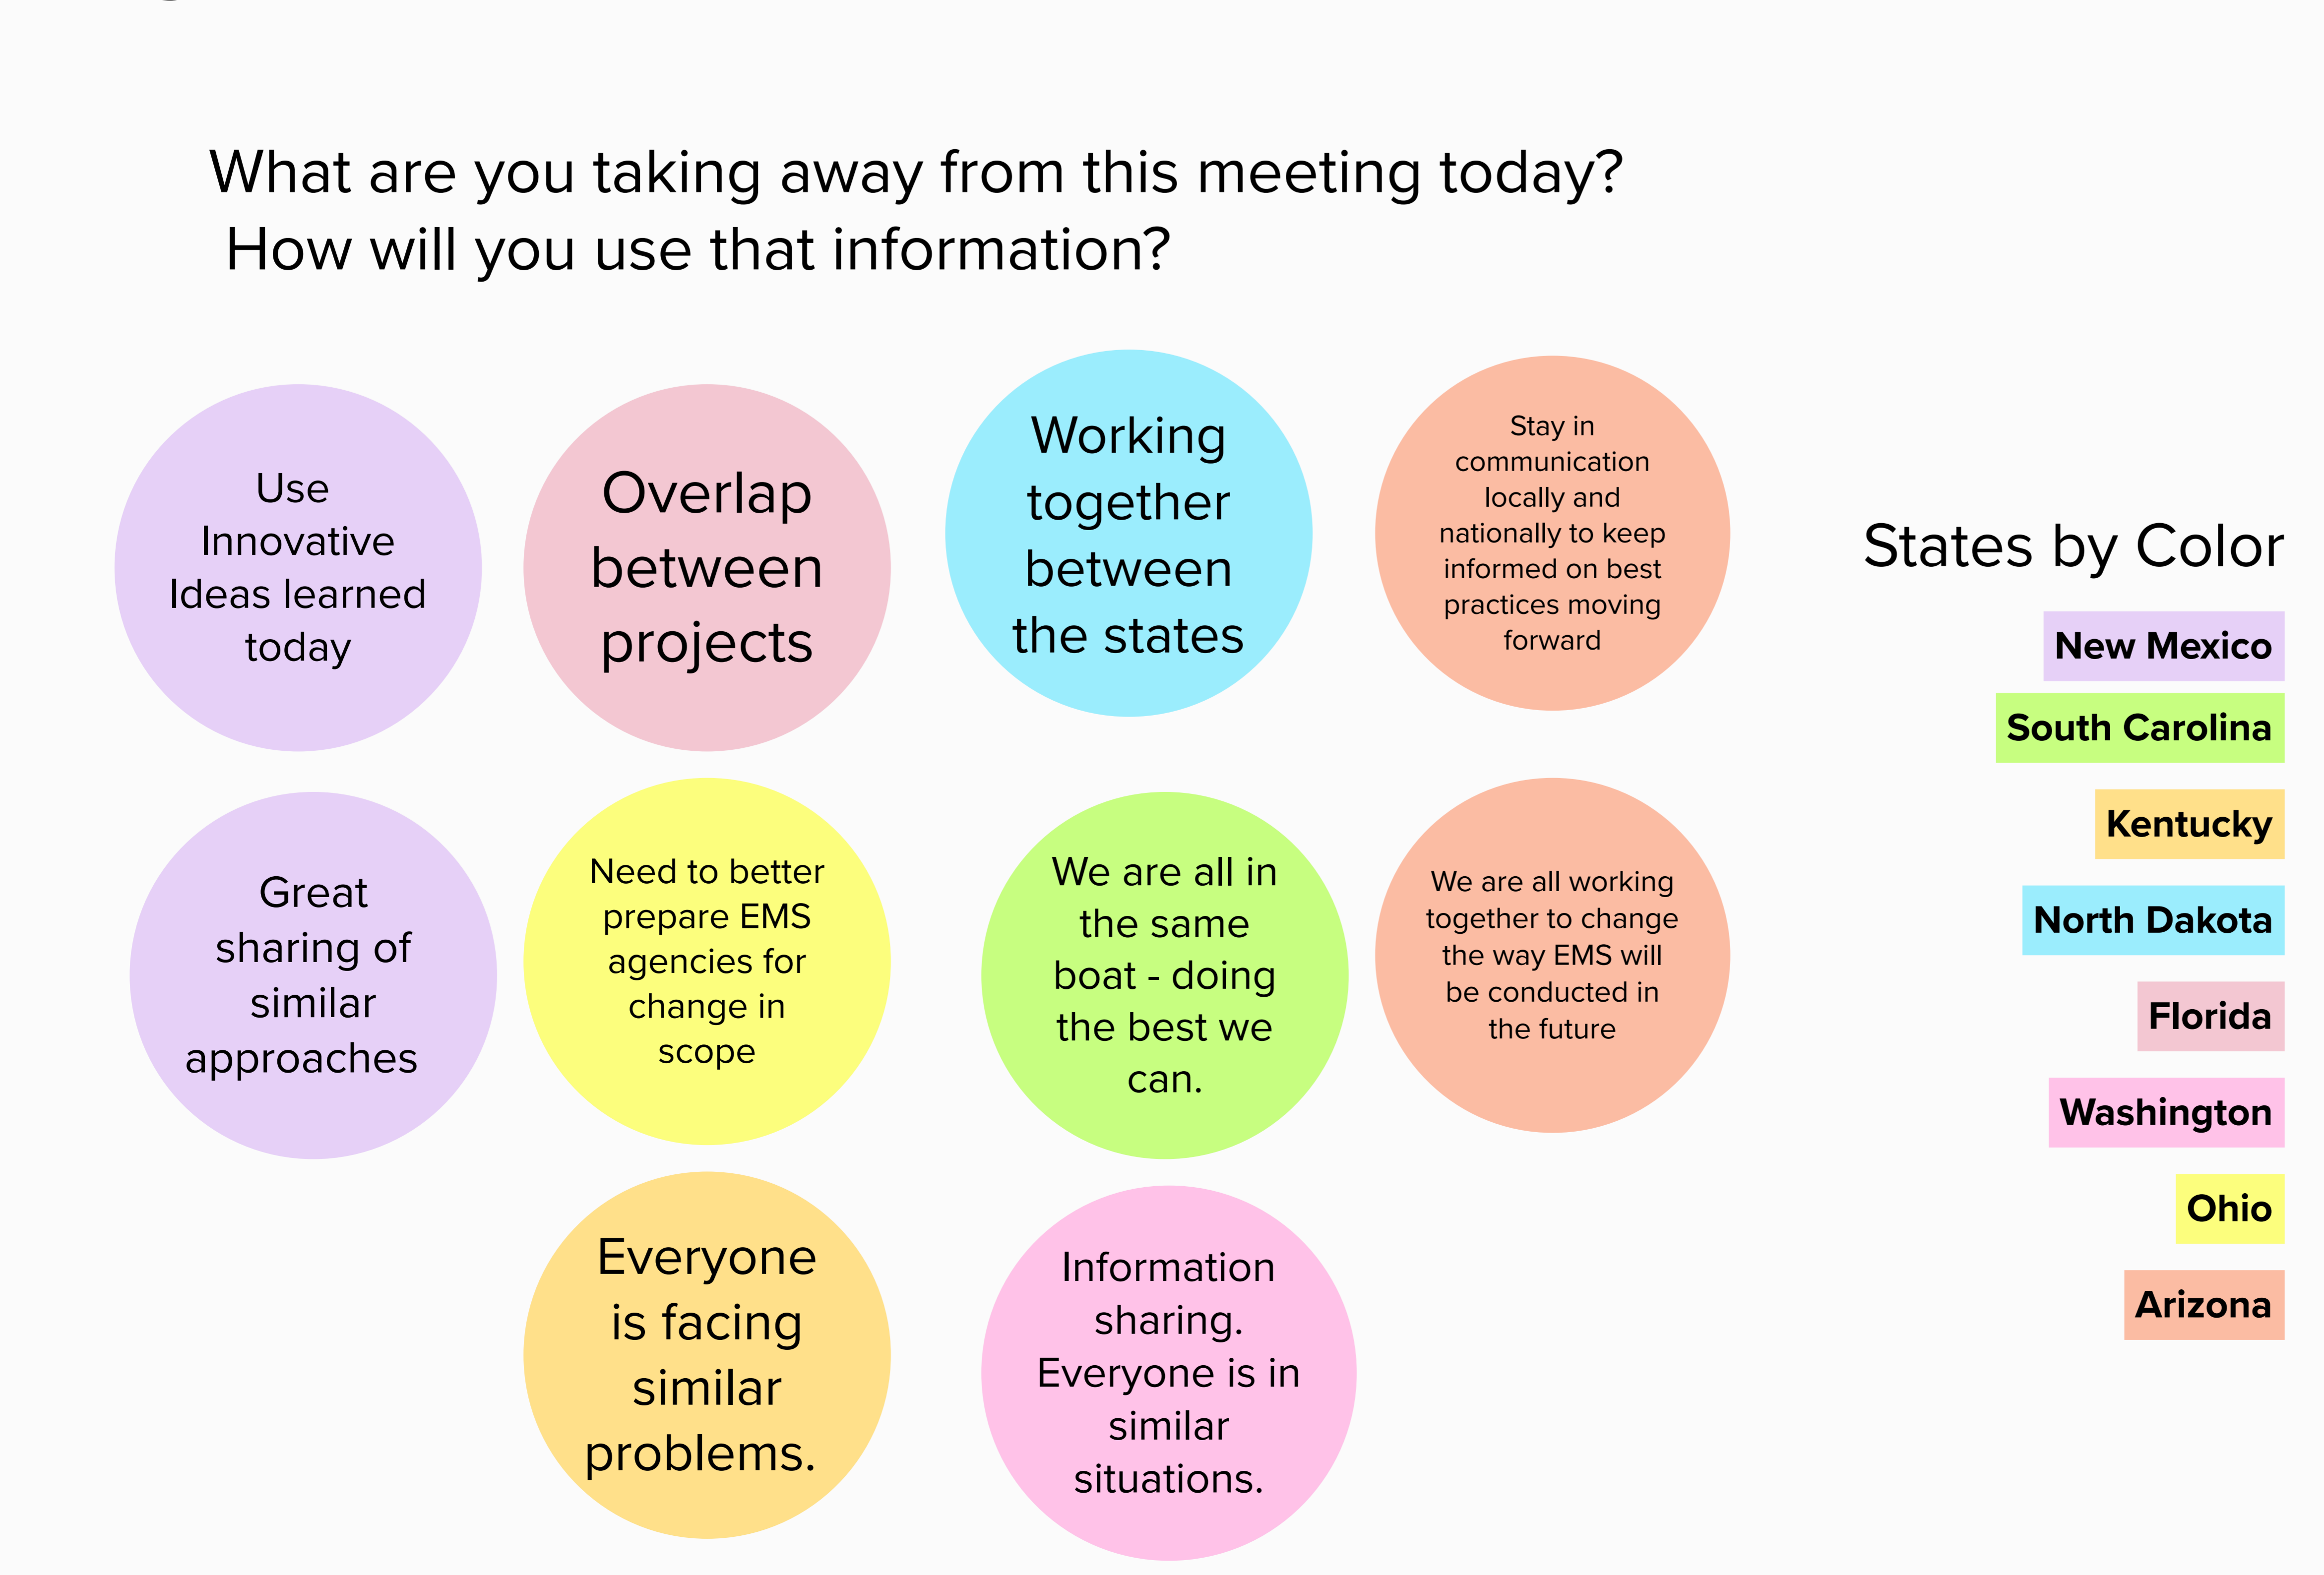 What are you taking away from this meeting today?
How will you use that information?
Use
Innovative
Ideas learned
today
Overlap
between
projects
Working
together
between
the states
Stay in
communication
locally and
nationally to keep
informed on best
practices moving
forward
Great
sharing of
similar
approaches
Need to better
prepare EMS
agencies for
change in
scope
We are all in
the same
boat - doing
the best we
can.
We are all working
together to change
the way EMS will
be conducted in
the future
Everyone
is facing
similar
problems.
Information
sharing.
Everyone is in
similar
situations.
States by Color
New Mexico
South Carolina
Kentucky
North Dakota
Florida
Washington
Ohio
Arizona